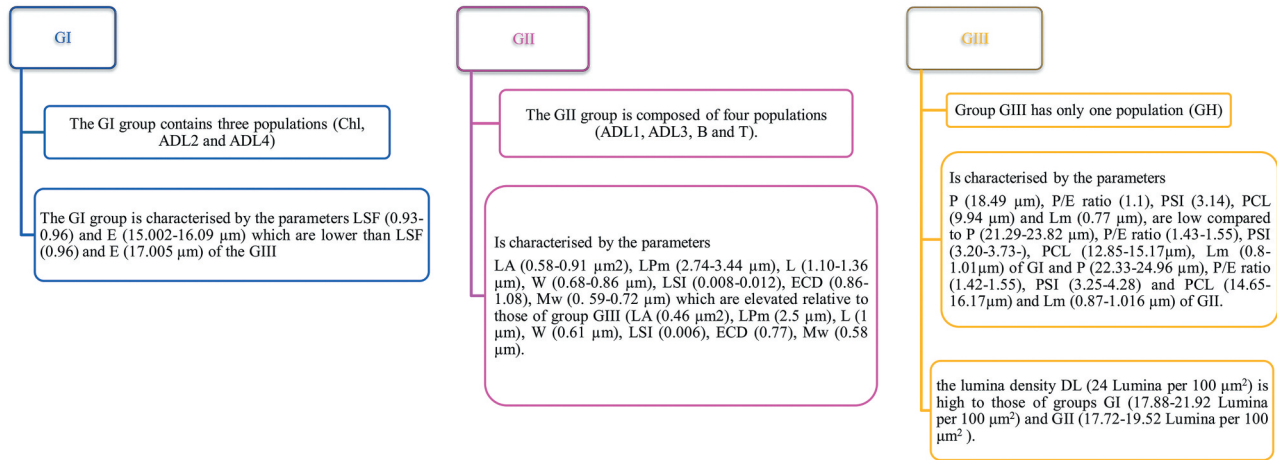 GI
The GI group contains three populations (Chl,
ADL2 and ADL4)
The GI group is characterised by the parameters LSF (0.93-
0.96) and E (15.002-16.09 µm) which are lower than LSF
(0.96) and E (17.005 µm) of the GIII
GII
The GII group is composed of four populations
(ADL1, ADL3, B and T).
Is characterised by the parameters
LA (0.58-0.91 µm2), LPm (2.74-3.44 µm), L (1.10-1.36
µm), W (0.68-0.86 µm), LSI (0.008-0.012), ECD (0.86-
1.08), Mw (0. 59-0.72 µm) which are elevated relative to
those of group GIII (LA (0.46 µm2), LPm (2.5 µm), L (1
µm), W (0.61 µm), LSI (0.006), ECD (0.77), Mw (0.58
µm).
GIII
Group GIII has only one population (GH)
Is characterised by the parameters
P (18.49 µm), P/E ratio (1.1), PSI (3.14), PCL
(9.94 µm) and Lm (0.77 µm), are low compared
to P (21.29-23.82 µm), P/E ratio (1.43-1.55), PSI
(3.20-3.73-), PCL (12.85-15.17µm), Lm (0.8-
1.01µm) of GI and P (22.33-24.96 µm), P/E ratio
(1.42-1.55), PSI (3.25-4.28) and PCL (14.65-
16.17µm) and Lm (0.87-1.016 µm) of GII.
the lumina density DL (24 Lumina per 100 µm²) is
high to those of groups GI (17.88-21.92 Lumina
per 100 µm²) and GII (17.72-19.52 Lumina per 100
µm² ).